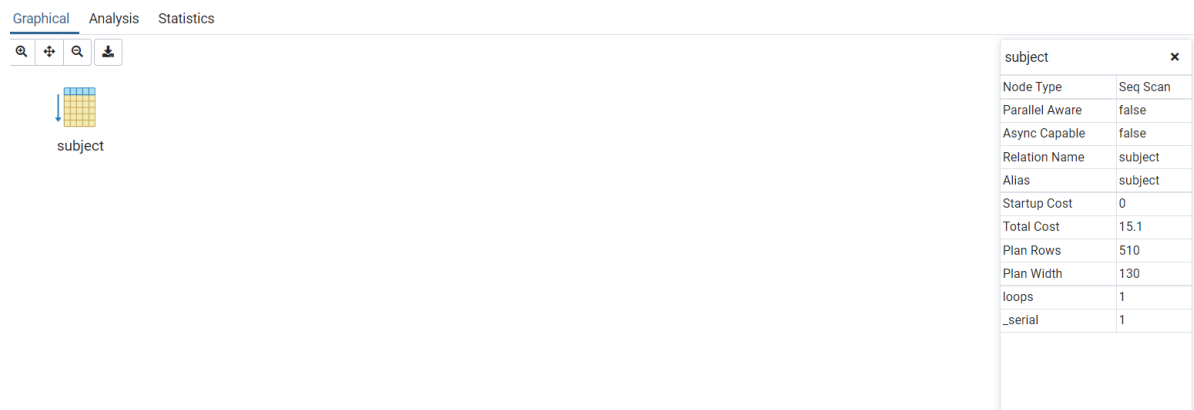 Graphical Analysis Statistics
subject
subject ×
Node Type Seq Scan
Parallel Aware false
Async Capable false
Relation Name subject
Alias subject
Startup Cost 0
Total Cost 15.1
Plan Rows 510
Plan Width 130
loops 1
_serial 1